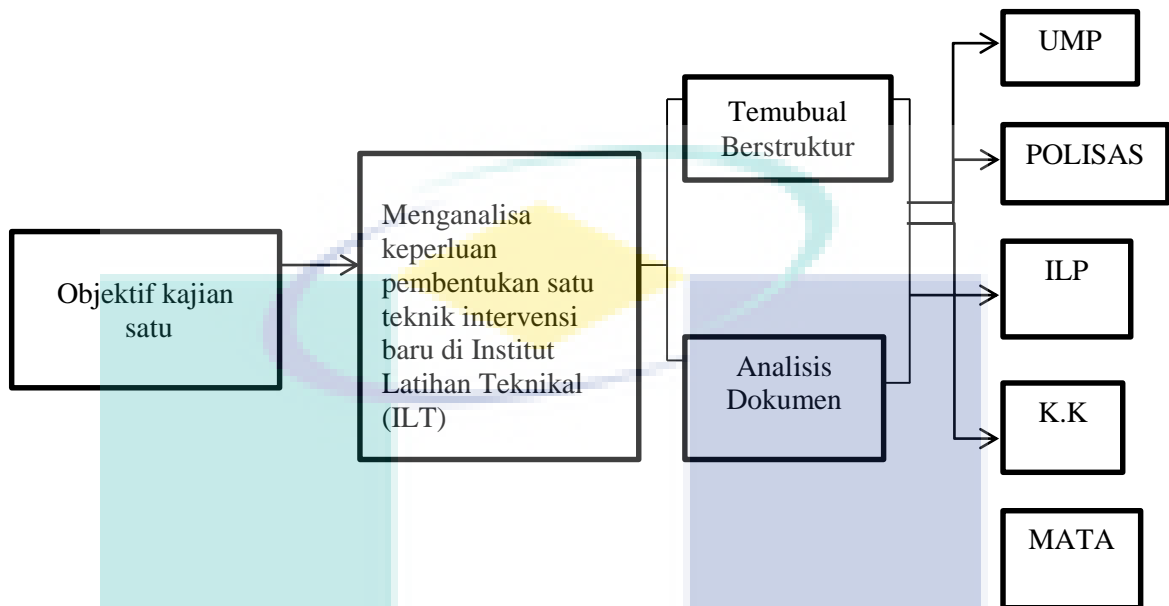 Objektif kajian
satu
Menganalisa
keperluan
pembentukan satu
teknik intervensi
baru di Institut
Latihan Teknikal
(ILT)
Temubual
Berstruktur
Analisis
Dokumen
UMP
POLISAS
ILP
K.K
MATA